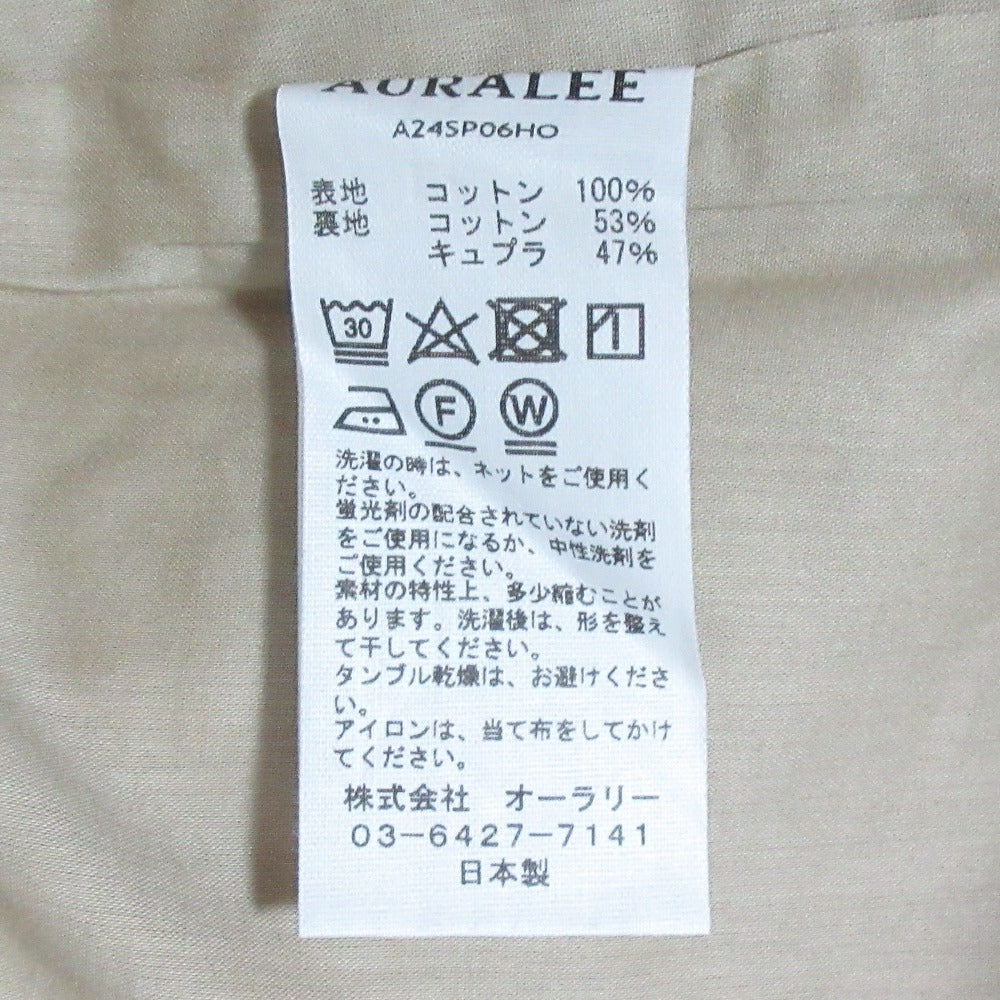 AURALEE
A24SP06HO
表地 コットン 100%
裏地 コットン 53%
キュプラ 47%
30
F W
洗濯の時は、ネットをご使用く
ださい。
蛍光剤の配合されていない洗剤
をご使用になるか、中性洗剤を
ご使用ください。
素材の特性上、多少縮むことが
あります。洗濯後は、形を整え
て干してください。
タンブル乾燥は、お避けくださ
い。
アイロンは、当て布をしてかけ
てください。
株式会社 オーラリー
03-6427-7141
日本製